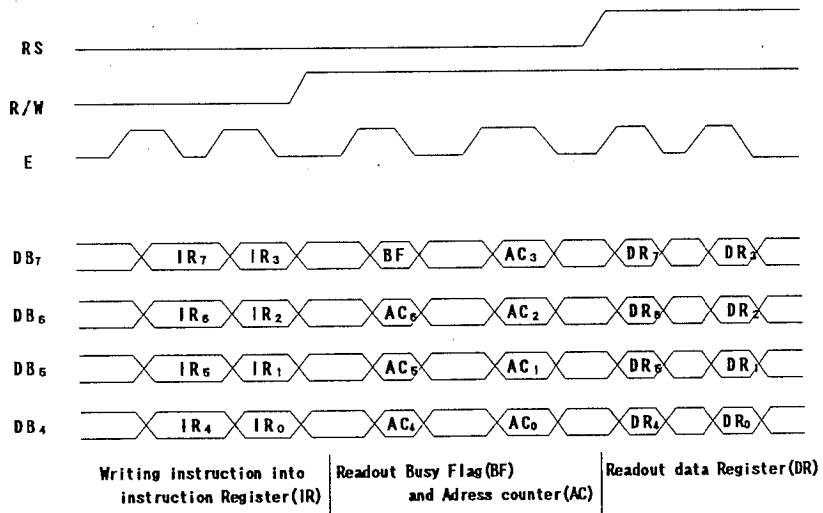 RS
R/W
E
DB₇ IR₇ IR₃ BF AC₃ DR₇ DR₃
DB₆ IR₆ IR₂ AC₆ AC₂ DR₆ DR₂
DB₅ IR₅ IR₁ AC₅ AC₁ DR₅ DR₁
DB₄ IR₄ IR₀ AC₄ AC₀ DR₄ DR₀
Writing instruction into Readout Busy Flag(BF) Readout data Register(DR)
instruction Register(IR) and Adress counter(AC)